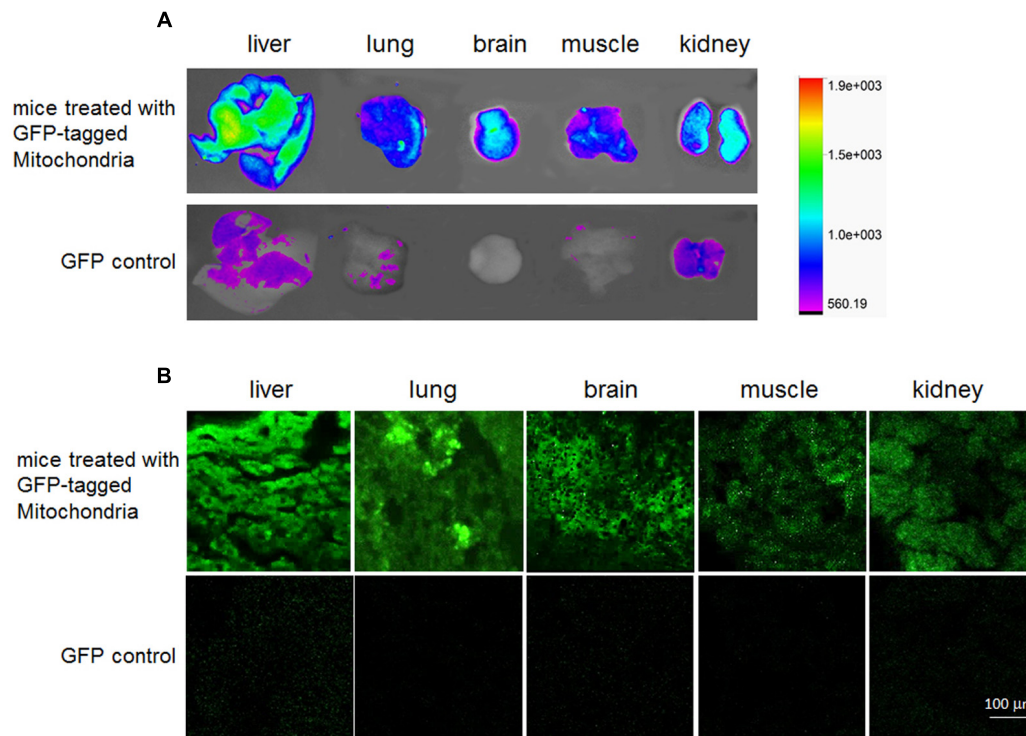 A
liver lung brain muscle kidney
mice treated with
GFP-tagged
Mitochondria
GFP control
1.9e+003
1.5e+003
1.0e+003
560.19
B
liver lung brain muscle kidney
mice treated with
GFP-tagged
Mitochondria
GFP control
100 μm